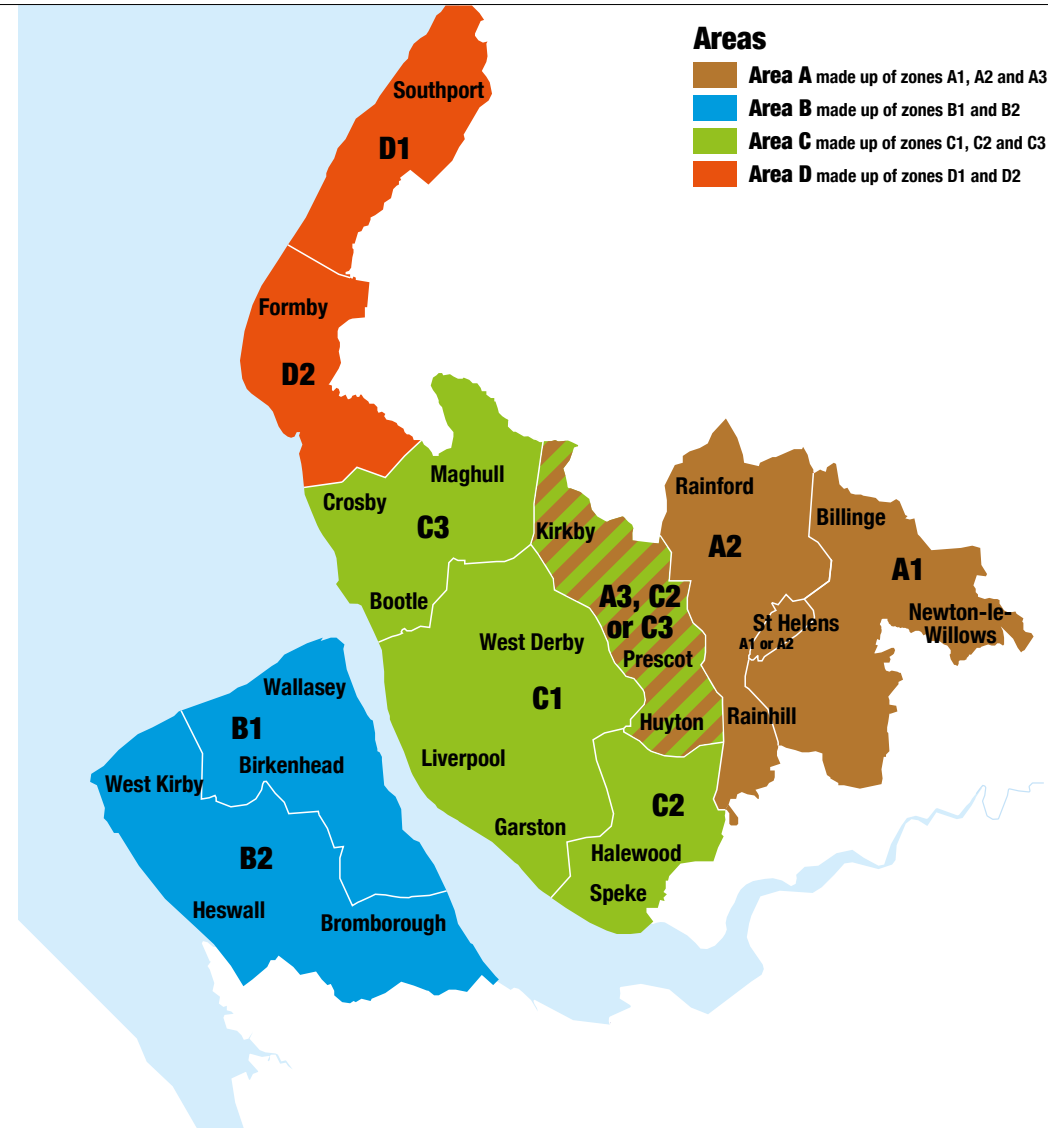 Areas
Area A made up of zones A1, A2 and A3
Area B made up of zones B1 and B2
Area C made up of zones C1, C2 and C3
Area D made up of zones D1 and D2
Southport
D1
Formby
D2
Maghull
Crosby
C3
Bootle
Kirkby
A3, C2
or C3
Prescot
Huyton
Rainford
A2
Billinge
A1
Newton-le-
Willows
St Helens
A1 or A2
Rainhill
West Derby
C1
Liverpool
Garston
C2
Halewood
Speke
Wallasey
B1
Birkenhead
West Kirby
B2
Heswall
Bromborough